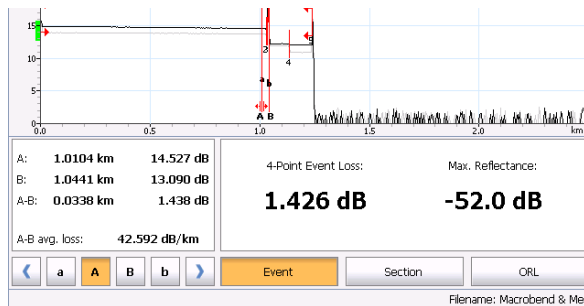 15
10
5
0
2
4
5
a
b
A
B
0.0
0.5
1.0
1.5
2.0
km
A: 1.0104 km 14.527 dB
B: 1.0441 km 13.090 dB
A-B: 0.0338 km 1.438 dB
A-B avg. loss: 42.592 dB/km
4-Point Event Loss: Max. Reflectance:
1.426 dB -52.0 dB
a A B b Event Section ORL
Filename: Macrobend & Me